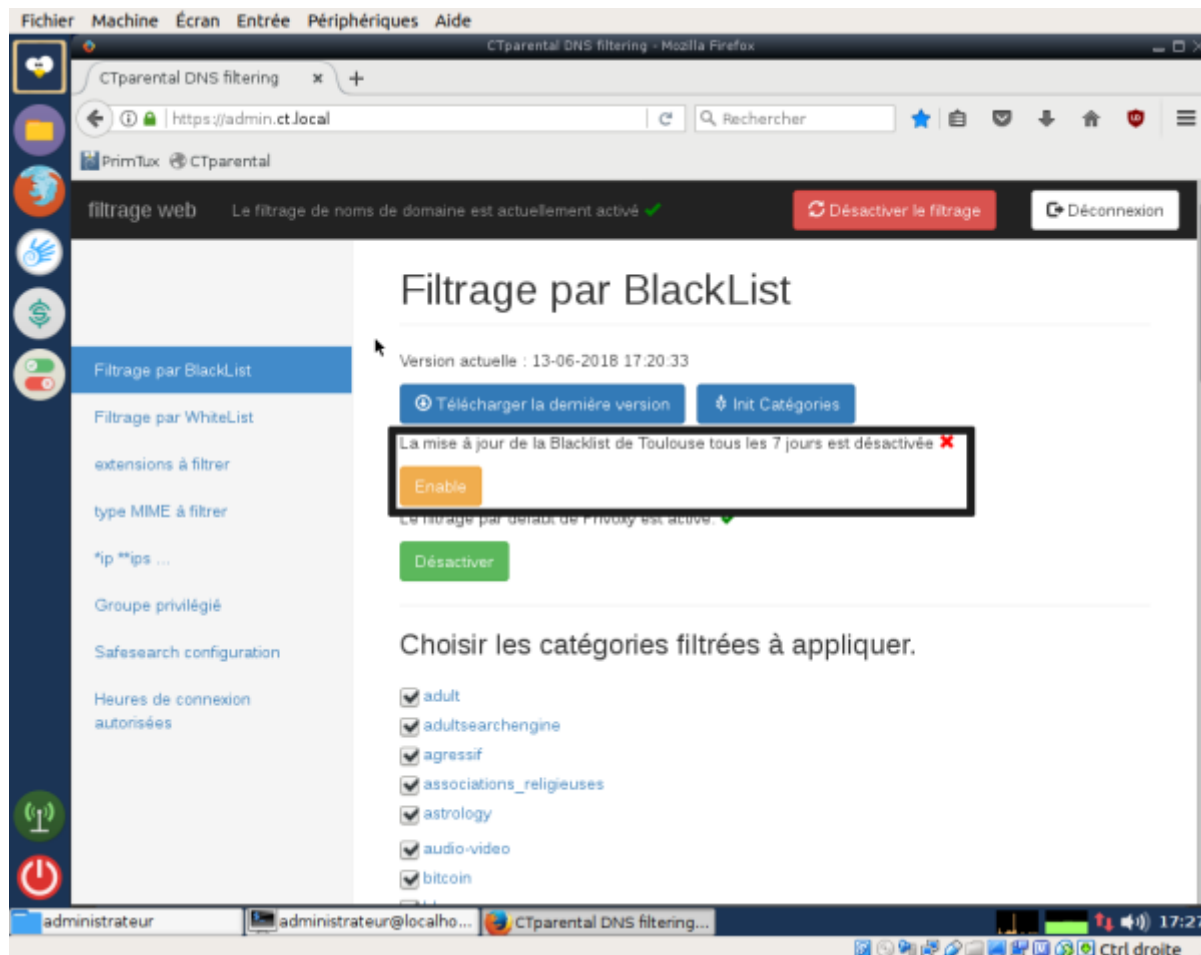 Fichier Machine Écran Entrée Périphériques Aide
CTparental DNS filtering - Mozilla Firefox
CTparental DNS filtering
https://admin.ct.local
Rechercher
PrimTux CTparental
filtrage web
Le filtrage de noms de domaine est actuellement activé
Désactiver le filtrage
Déconnexion
Filtrage par BlackList
Filtrage par WhiteList
extensions à filtrer
type MIME à filtrer
*ip **ips ...
Groupe privilégié
Safesearch configuration
Heures de connexion
autorisées
Filtrage par BlackList
Version actuelle : 13-06-2018 17:20:33
Télécharger la dernière version
Init Catégories
La mise à jour de la Blacklist de Toulouse tous les 7 jours est désactivée
Enable
Le filtrage par défaut de Privoxy est activé.
Désactiver
Choisir les catégories filtrées à appliquer.
adult
adultsearchengine
agressif
associations_religieuses
astrology
audio-video
bitcoin
administrateur
administrateur@localho...
CTparental DNS filtering...
17:27
Ctrl droite